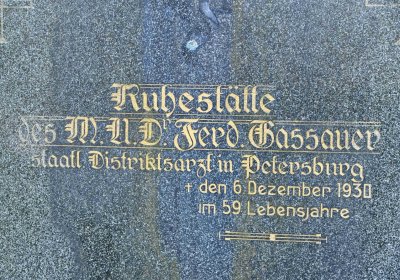 Ruhestätte
des M.U.Dr. Ferd. Gassauer
staatl. Distriktsarzt in Petersburg
† den 6. Dezember 1930
im 59. Lebensjahre